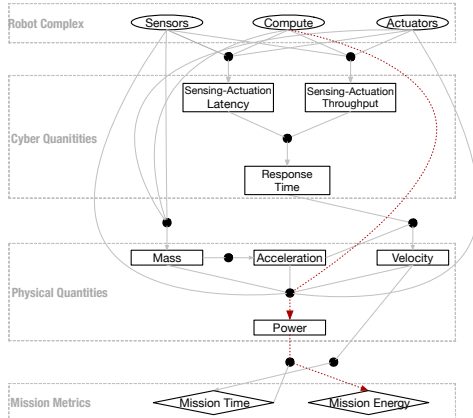 Robot Complex
Sensors
Compute
Actuators
Sensing-Actuation
Latency
Sensing-Actuation
Throughput
Cyber Quanitities
Response
Time
Mass
Acceleration
Velocity
Physical Quantities
Power
Mission Metrics
Mission Time
Mission Energy